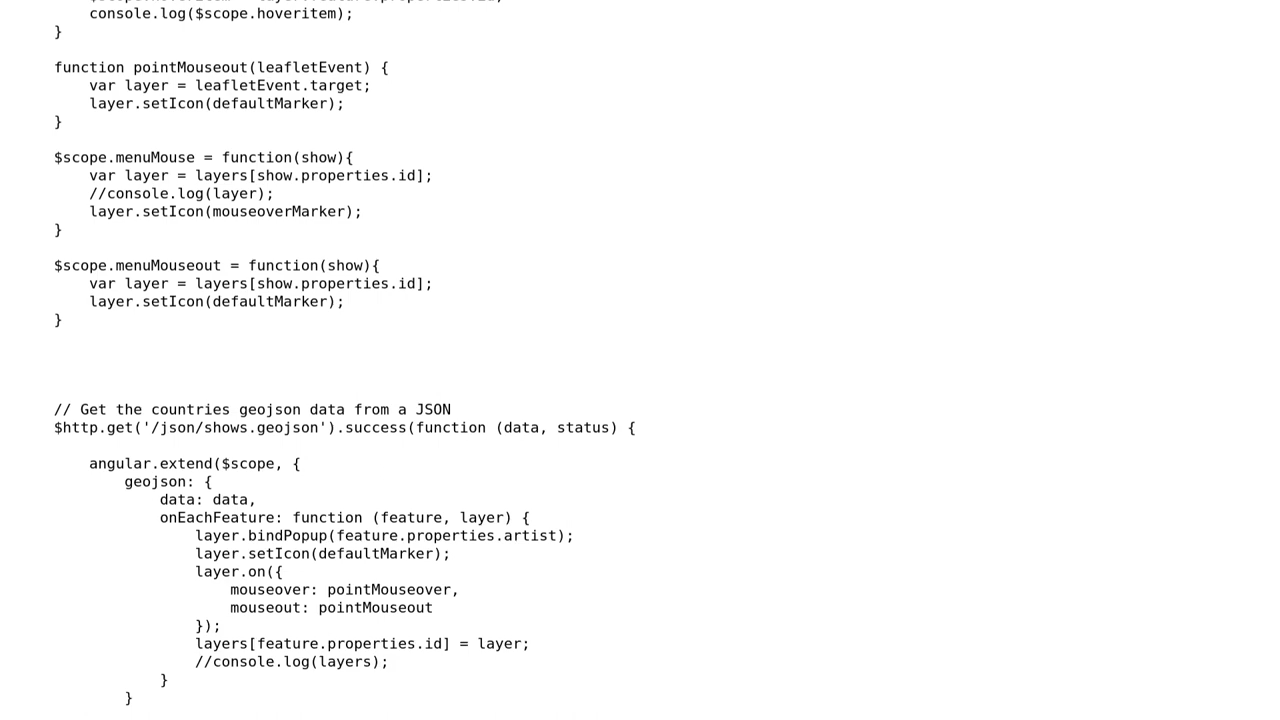 console.log($scope.hoveritem);
}
function pointMouseout(leafletEvent) {
var layer = leafletEvent.target;
layer.setIcon(defaultMarker);
}
$scope.menuMouse = function(show){
var layer = layers[show.properties.id];
//console.log(layer);
layer.setIcon(mouseoverMarker);
}
$scope.menuMouseout = function(show){
var layer = layers[show.properties.id];
layer.setIcon(defaultMarker);
}
// Get the countries geojson data from a JSON
$http.get('/json/shows.geojson').success(function (data, status) {
angular.extend($scope, {
geojson: {
data: data,
onEachFeature: function (feature, layer) {
layer.bindPopup(feature.properties.artist);
layer.setIcon(defaultMarker);
layer.on({
mouseover: pointMouseover,
mouseout: pointMouseout
});
layers[feature.properties.id] = layer;
//console.log(layers);
}
}